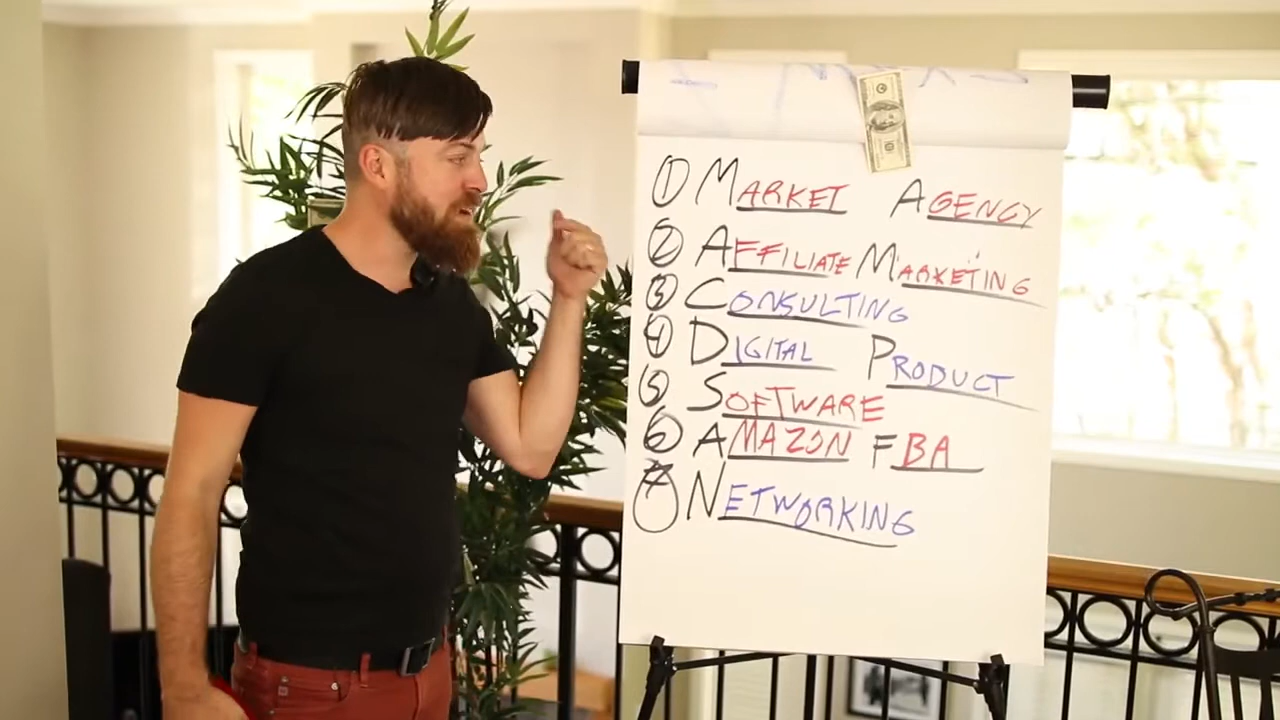 ① MARKET AGENCY
② AFFILIATE MARKETING
③ CONSULTING
④ DIGITAL PRODUCT
⑤ SOFTWARE
⑥ AMAZON FBA
⑦ NETWORKING